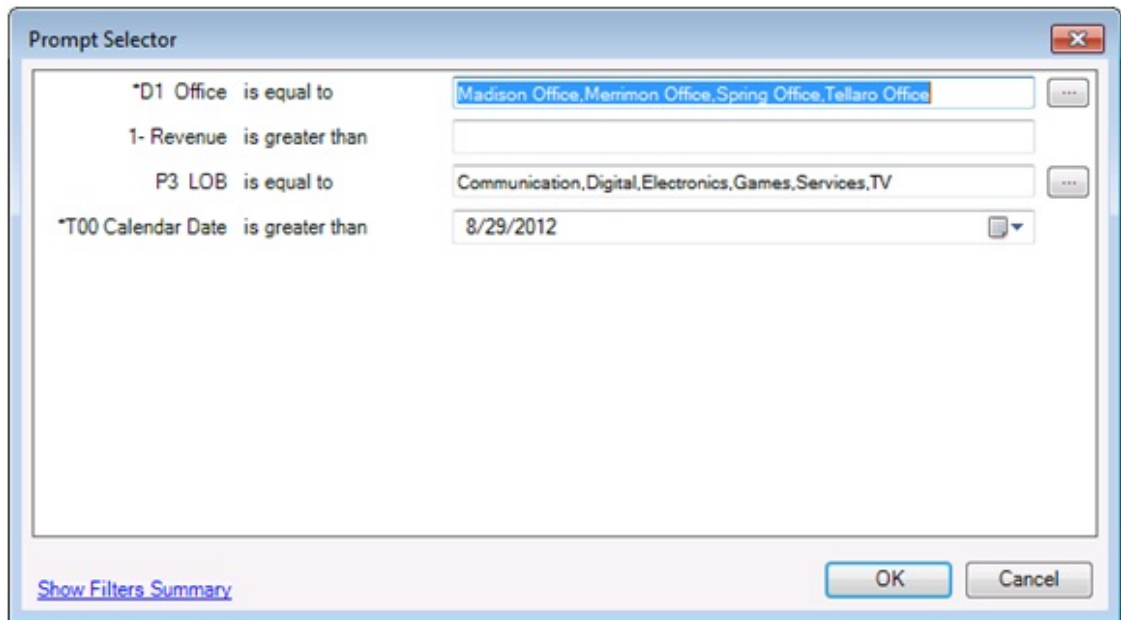 Prompt Selector
*D1 Office is equal to Madison Office,Merrimon Office,Spring Office,Tellaro Office ...
1- Revenue is greater than
P3 LOB is equal to Communication,Digital,Electronics,Games,Services,TV ...
*T00 Calendar Date is greater than 8/29/2012
Show Filters Summary OK Cancel